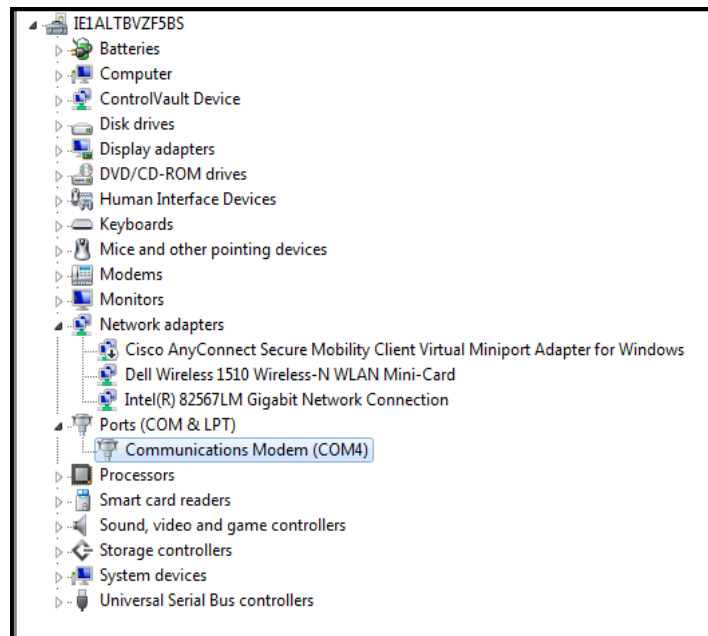 IE1ALTBVZF5BS
Batteries
Computer
ControlVault Device
Disk drives
Display adapters
DVD/CD-ROM drives
Human Interface Devices
Keyboards
Mice and other pointing devices
Modems
Monitors
Network adapters
Cisco AnyConnect Secure Mobility Client Virtual Miniport Adapter for Windows
Dell Wireless 1510 Wireless-N WLAN Mini-Card
Intel(R) 82567LM Gigabit Network Connection
Ports (COM & LPT)
Communications Modem (COM4)
Processors
Smart card readers
Sound, video and game controllers
Storage controllers
System devices
Universal Serial Bus controllers